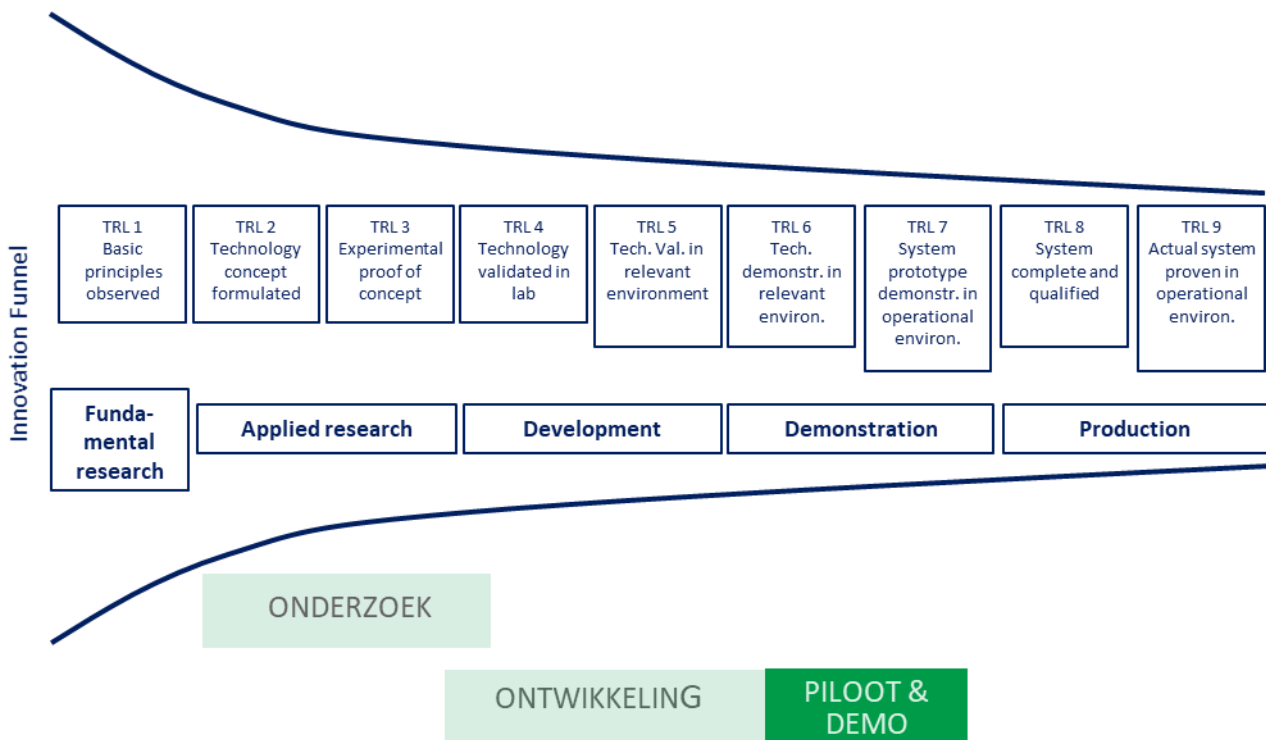 Innovation Funnel
TRL 1
Basic
principles
observed
TRL 2
Technology
concept
formulated
TRL 3
Experimental
proof of
concept
TRL 4
Technology
validated in
lab
TRL 5
Tech. Val. in
relevant
environment
TRL 6
Tech.
demonstr. in
relevant
environ.
TRL 7
System
prototype
demonstr. in
operational
environ.
TRL 8
System
complete and
qualified
TRL 9
Actual system
proven in
operational
environ.
Funda-
mental
research
Applied research
Development
Demonstration
Production
ONDERZOEK
ONTWIKKELING
PILOOT &
DEMO